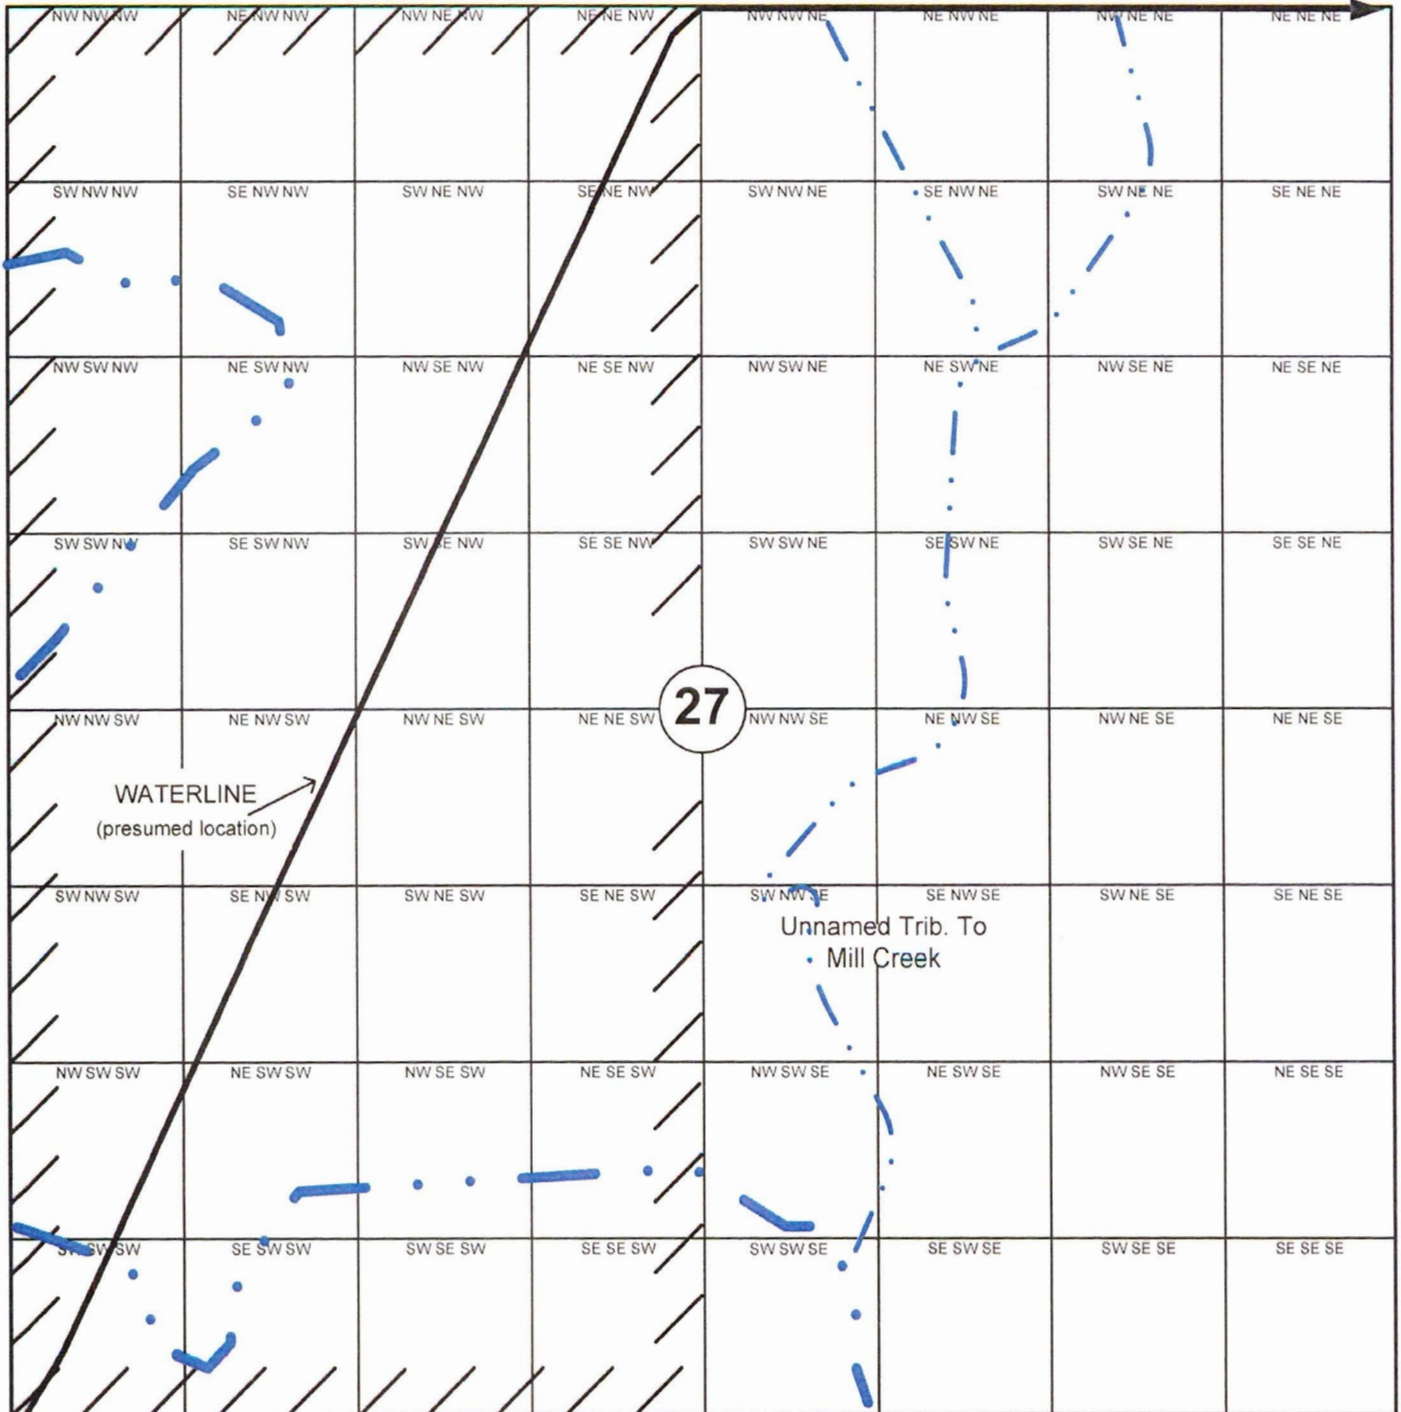 NW NW NW NE NW NW NW NE NW NE NE NW NW NW NE NE NW NE NW NE NE NE NE NE
SW NW NW SE NW NW SW NE NW SE NE NW SW NW NE SE NW NE SW NE NE SE NE NE
NW SW NW NE SW NW NW SE NW NE SE NW NW SW NE NE SW NE NW SE NE NE SE NE
SW SW NW SE SW NW SW SE NW SE SE NW SW SW NE SE SW NE SW SE NE SE SE NE
27
NW NW SW NE NW SW NW NE SW NE NE SW NW NW SE NE NW SE NW NE SE NE NE SE
WATERLINE
(presumed location)
SW NW SW SE NW SW SW NE SW SE NE SW SW NW SE SE NW SE SW NE SE SE NE SE
Unnamed Trib. To
Mill Creek
NW SW SW NE SW SW NW SE SW NE SE SW NW SW SE NE SW SE NW SE SE NE SE SE
SW SW SW SE SW SW SW SE SW SE SE SW SW SW SE SE SW SE SW SE SE SE SE SE